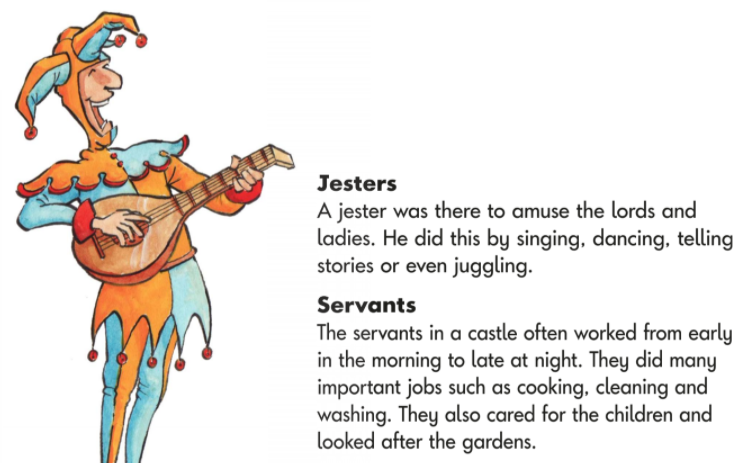 Jesters
A jester was there to amuse the lords and
ladies. He did this by singing, dancing, telling
stories or even juggling.
Servants
The servants in a castle often worked from early
in the morning to late at night. They did many
important jobs such as cooking, cleaning and
washing. They also cared for the children and
looked after the gardens.